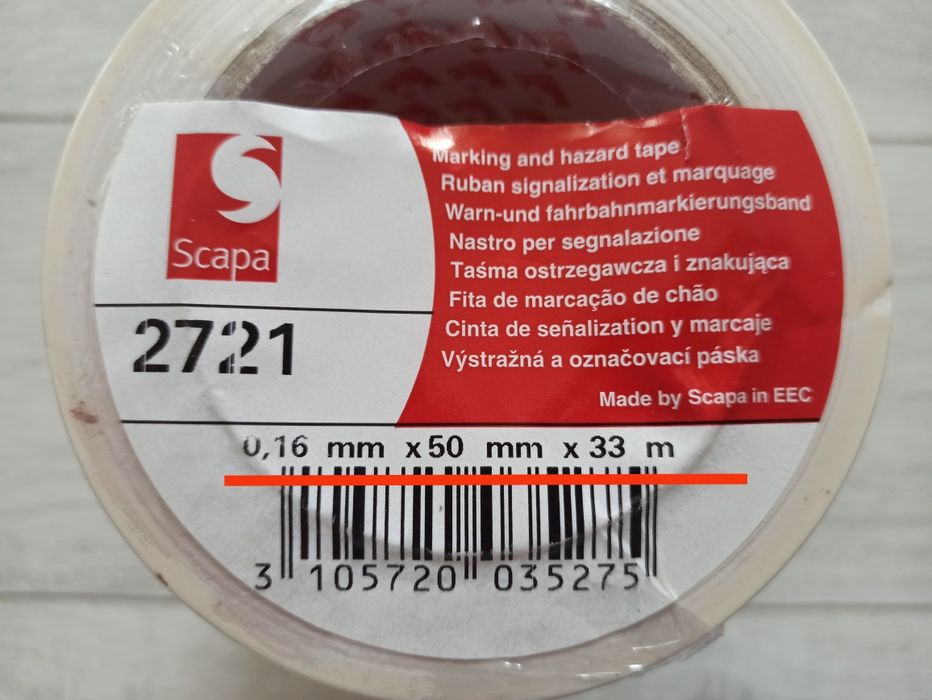 Scapa
2721
Marking and hazard tape
Ruban signalization et marquage
Warn-und fahrbahnmarkierungsband
Nastro per segnalazione
Taśma ostrzegawcza i znakująca
Fita de marcação de chão
Cinta de señalization y marcaje
Výstražná a označovací páska
Made by Scapa in EEC
0,16 mm x 50 mm x 33 m
3 105720 035275